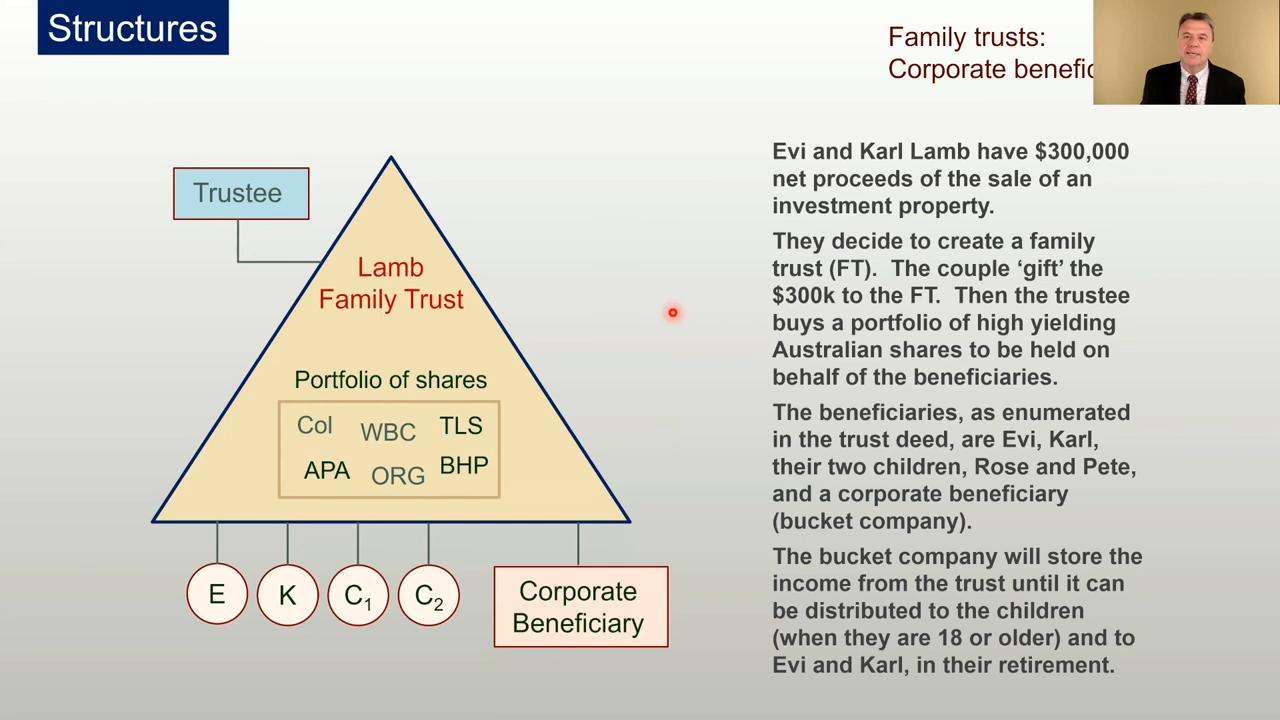 Structures
Family trusts:
Corporate
Trustee
Lamb
Family Trust
Portfolio of shares
Col WBC TLS
APA ORG BHP
E K C₁ C₂
Corporate
Beneficiary
Evi and Karl Lamb have $300,000
net proceeds of the sale of an
investment property.
They decide to create a family
trust (FT).  The couple ‘gift’ the
$300k to the FT.  Then the trustee
buys a portfolio of high yielding
Australian shares to be held on
behalf of the beneficiaries.
The beneficiaries, as enumerated
in the trust deed, are Evi, Karl,
their two children, Rose and Pete,
and a corporate beneficiary
(bucket company).
The bucket company will store the
income from the trust until it can
be distributed to the children
(when they are 18 or older) and to
Evi and Karl, in their retirement.